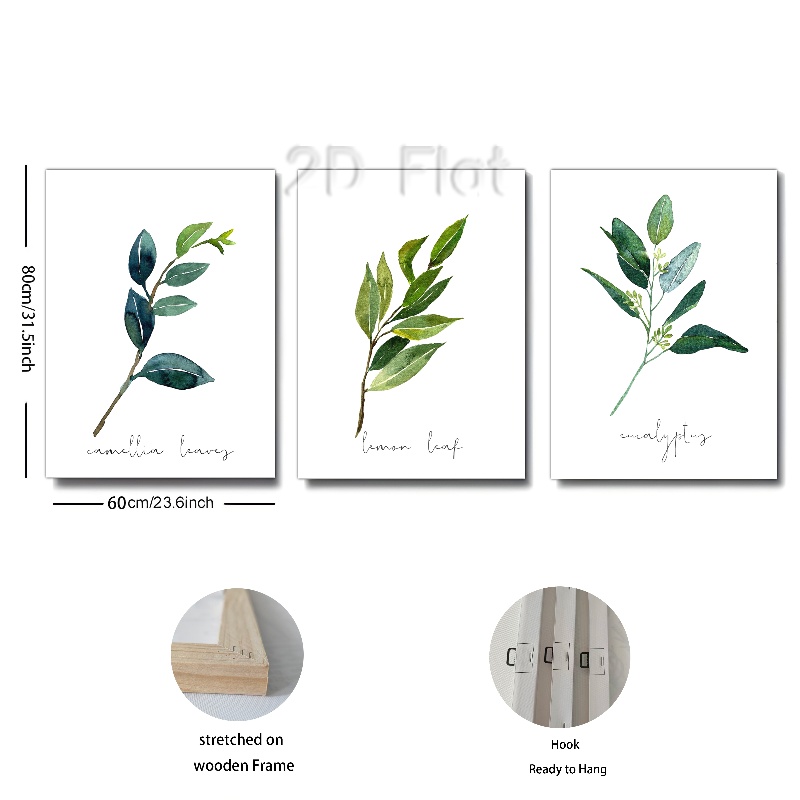 2D Flat
80cm/31.5inch
camellia leaves
lemon leaf
eucalyptus
60cm/23.6inch
stretched on
wooden Frame
Hook
Ready to Hang